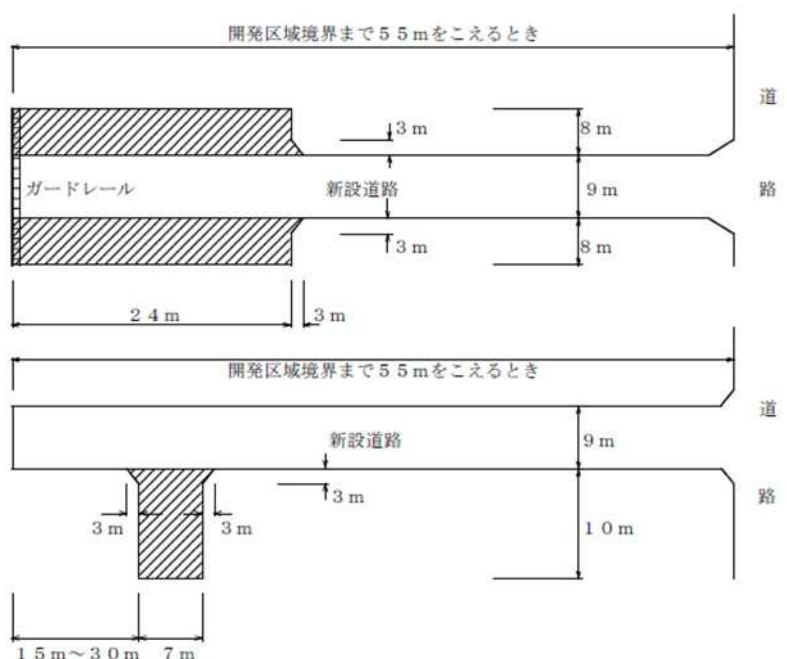 開発区域境界まで５５ｍをこえるとき
道
３ｍ
８ｍ
ガードレール
新設道路
９ｍ
路
３ｍ
８ｍ
２４ｍ
３ｍ
開発区域境界まで５５ｍをこえるとき
道
新設道路
９ｍ
３ｍ
路
３ｍ
３ｍ
１０ｍ
１５ｍ～３０ｍ
７ｍ